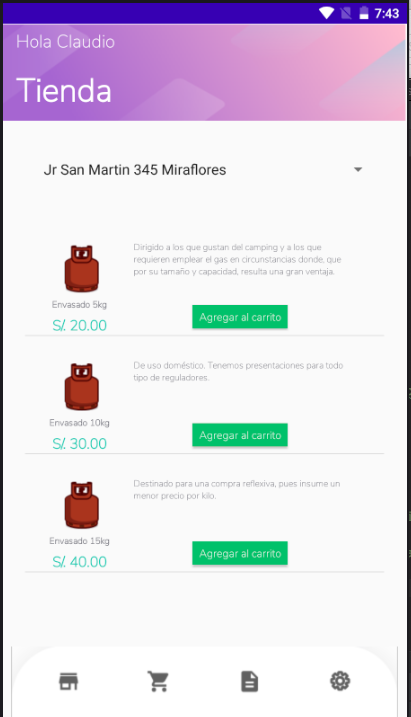 7:43
Hola Claudio
Tienda
Jr San Martin 345 Miraflores
Dirigido a los que gustan del camping y a los que
requieren emplear el gas en circunstancias donde, que
por su tamaño y capacidad, resulta una gran ventaja.
Envasado 5kg
S/. 20.00
Agregar al carrito
De uso doméstico. Tenemos presentaciones para todo
tipo de reguladores.
Envasado 10kg
S/. 30.00
Agregar al carrito
Destinado para una compra reflexiva, pues insume un
menor precio por kilo.
Envasado 15kg
S/. 40.00
Agregar al carrito